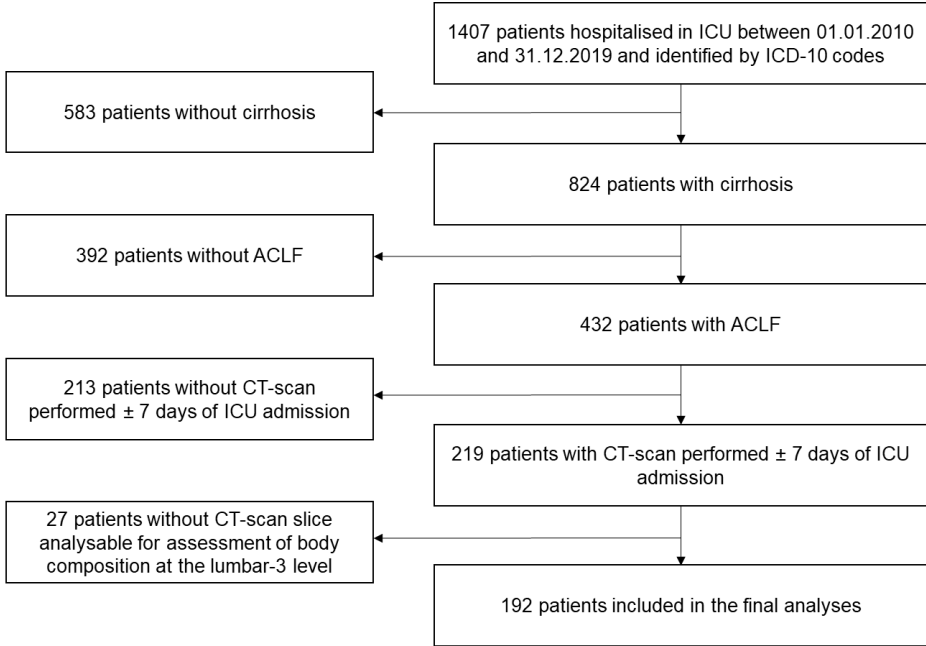 1407 patients hospitalised in ICU between 01.01.2010
and 31.12.2019 and identified by ICD-10 codes
583 patients without cirrhosis
824 patients with cirrhosis
392 patients without ACLF
432 patients with ACLF
213 patients without CT-scan
performed ± 7 days of ICU admission
219 patients with CT-scan performed ± 7 days of ICU
admission
27 patients without CT-scan slice
analysable for assessment of body
composition at the lumbar-3 level
192 patients included in the final analyses